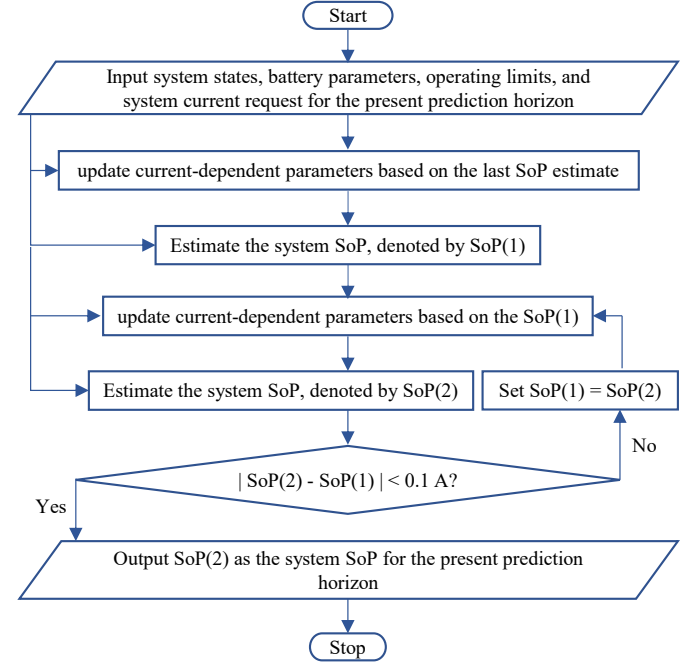 Start
Input system states, battery parameters, operating limits, and
system current request for the present prediction horizon
update current-dependent parameters based on the last SoP estimate
Estimate the system SoP, denoted by SoP(1)
update current-dependent parameters based on the SoP(1)
Estimate the system SoP, denoted by SoP(2)
Set SoP(1) = SoP(2)
No
| SoP(2) - SoP(1) | < 0.1 A?
Yes
Output SoP(2) as the system SoP for the present prediction
horizon
Stop